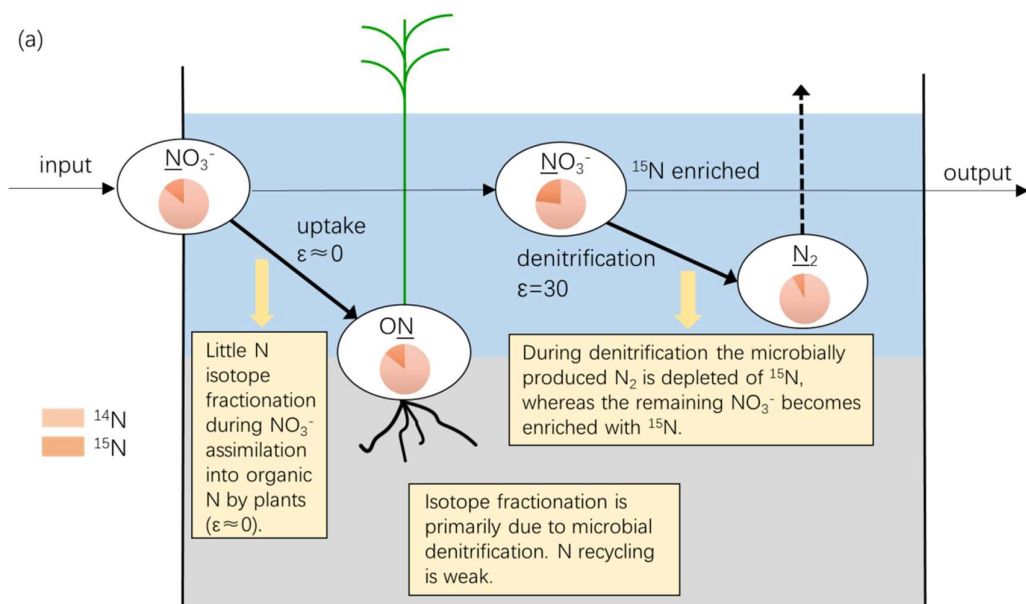 (a)
input
NO₃⁻
uptake
ε≈0
NO₃⁻
¹⁵N enriched
output
denitrification
ε=30
N₂
ON
Little N
isotope
fractionation
during NO₃⁻
assimilation
into organic
N by plants
(ε≈0).
During denitrification the microbially
produced N₂ is depleted of ¹⁵N,
whereas the remaining NO₃⁻ becomes
enriched with ¹⁵N.
¹⁴N
¹⁵N
Isotope fractionation is
primarily due to microbial
denitrification. N recycling
is weak.